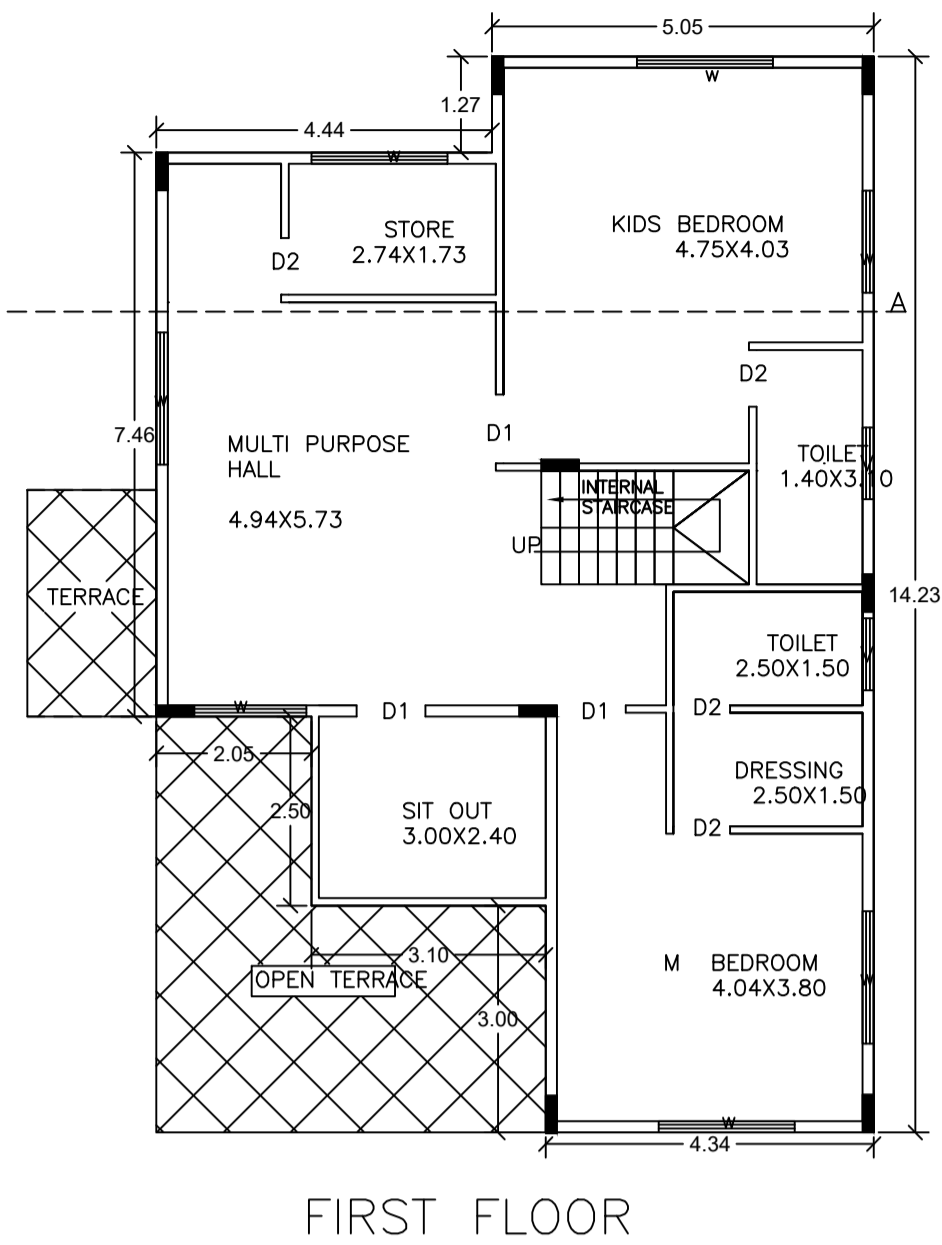 5.05
W
1.27
4.44
W
STORE
2.74X1.73
KIDS BEDROOM
4.75X4.03
D2
W
A
D2
7.46
W
D1
MULTI PURPOSE
HALL
4.94X5.73
TOILET
1.40X3.10
W
INTERNAL
STAIRCASE
UP
TERRACE
14.23
TOILET
2.50X1.50
W
W
D1
D1
D2
2.05
DRESSING
2.50X1.50
2.50
SIT OUT
3.00X2.40
D2
3.10
M BEDROOM
4.04X3.80
W
OPEN TERRACE
3.00
W
4.34
FIRST FLOOR